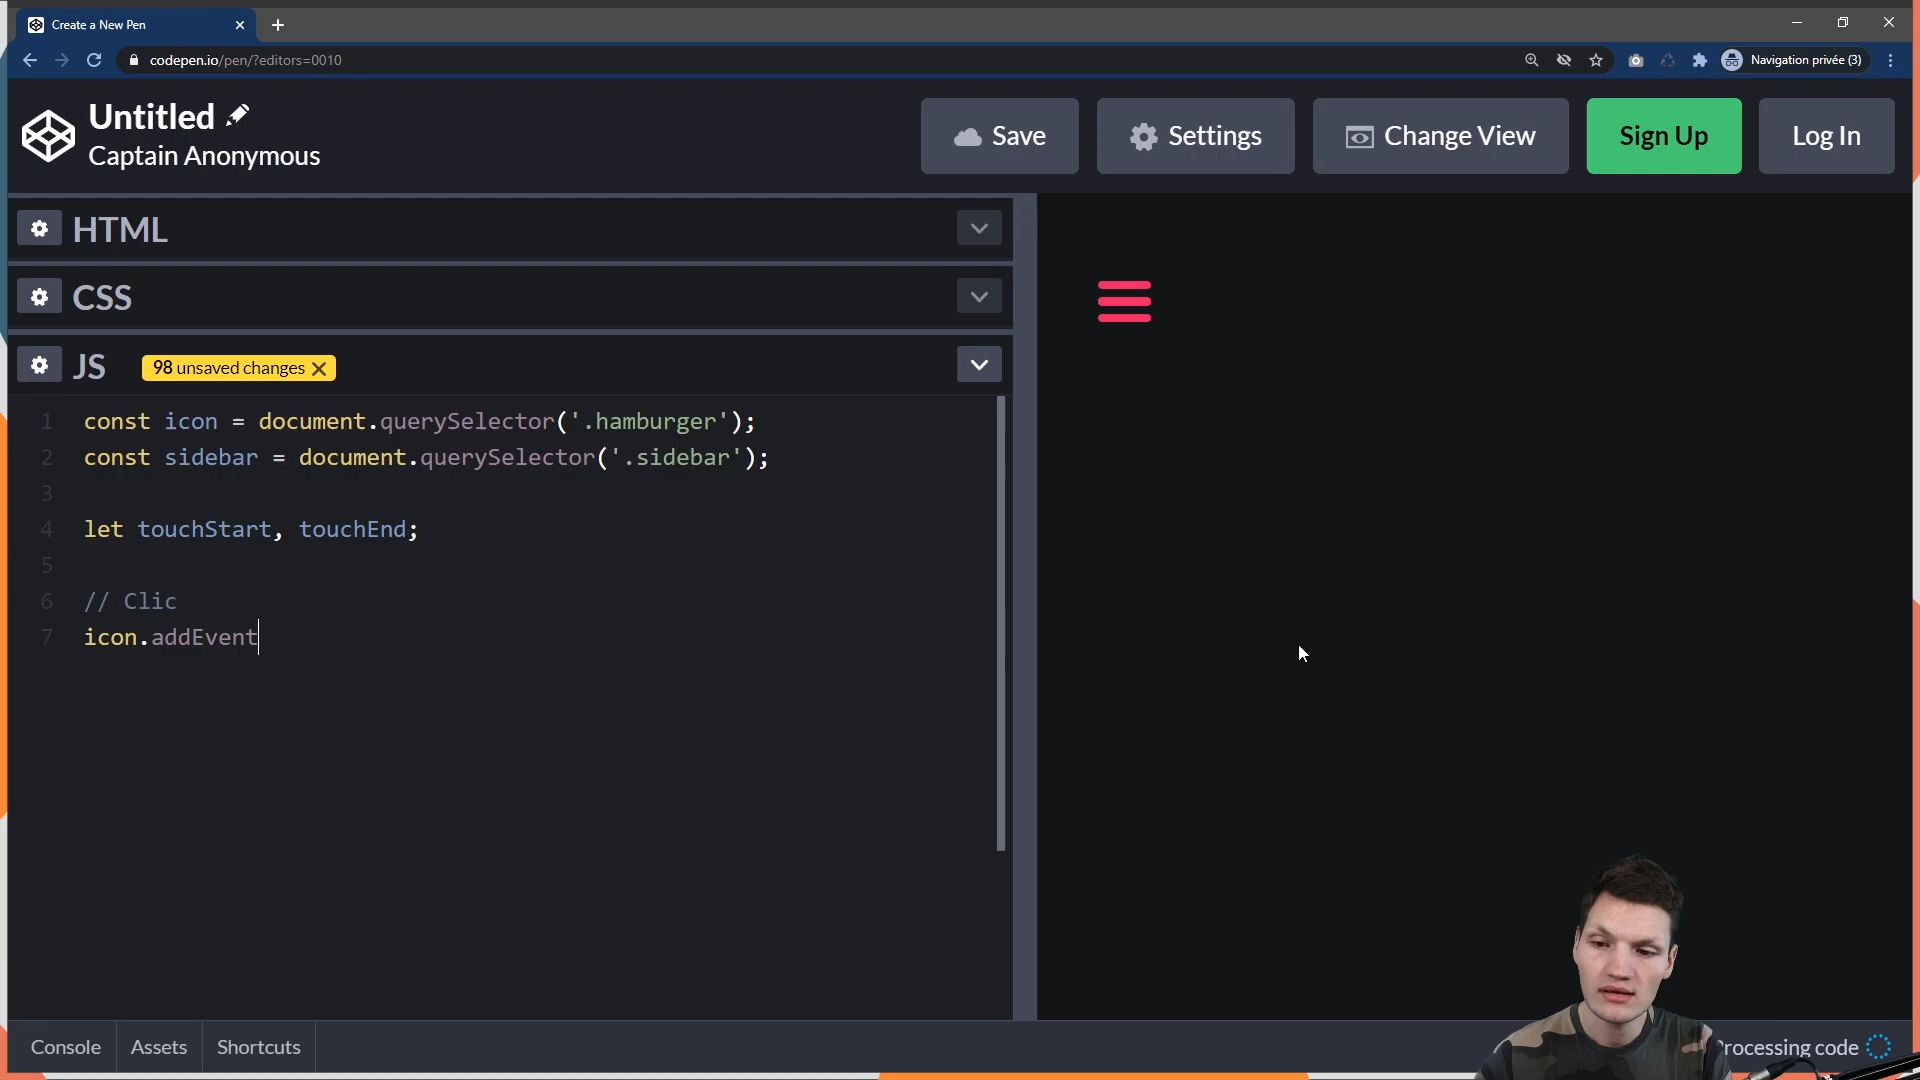 Create a New Pen
codepen.io/pen/?editors=0010
Navigation privée (3)
Untitled
Captain Anonymous
Save
Settings
Change View
Sign Up
Log In
HTML
CSS
JS
98 unsaved changes
1 const icon = document.querySelector('.hamburger');
2 const sidebar = document.querySelector('.sidebar');
3
4 let touchStart, touchEnd;
5
6 // Clic
7 icon.addEvent
Console
Assets
Shortcuts
rocessing code